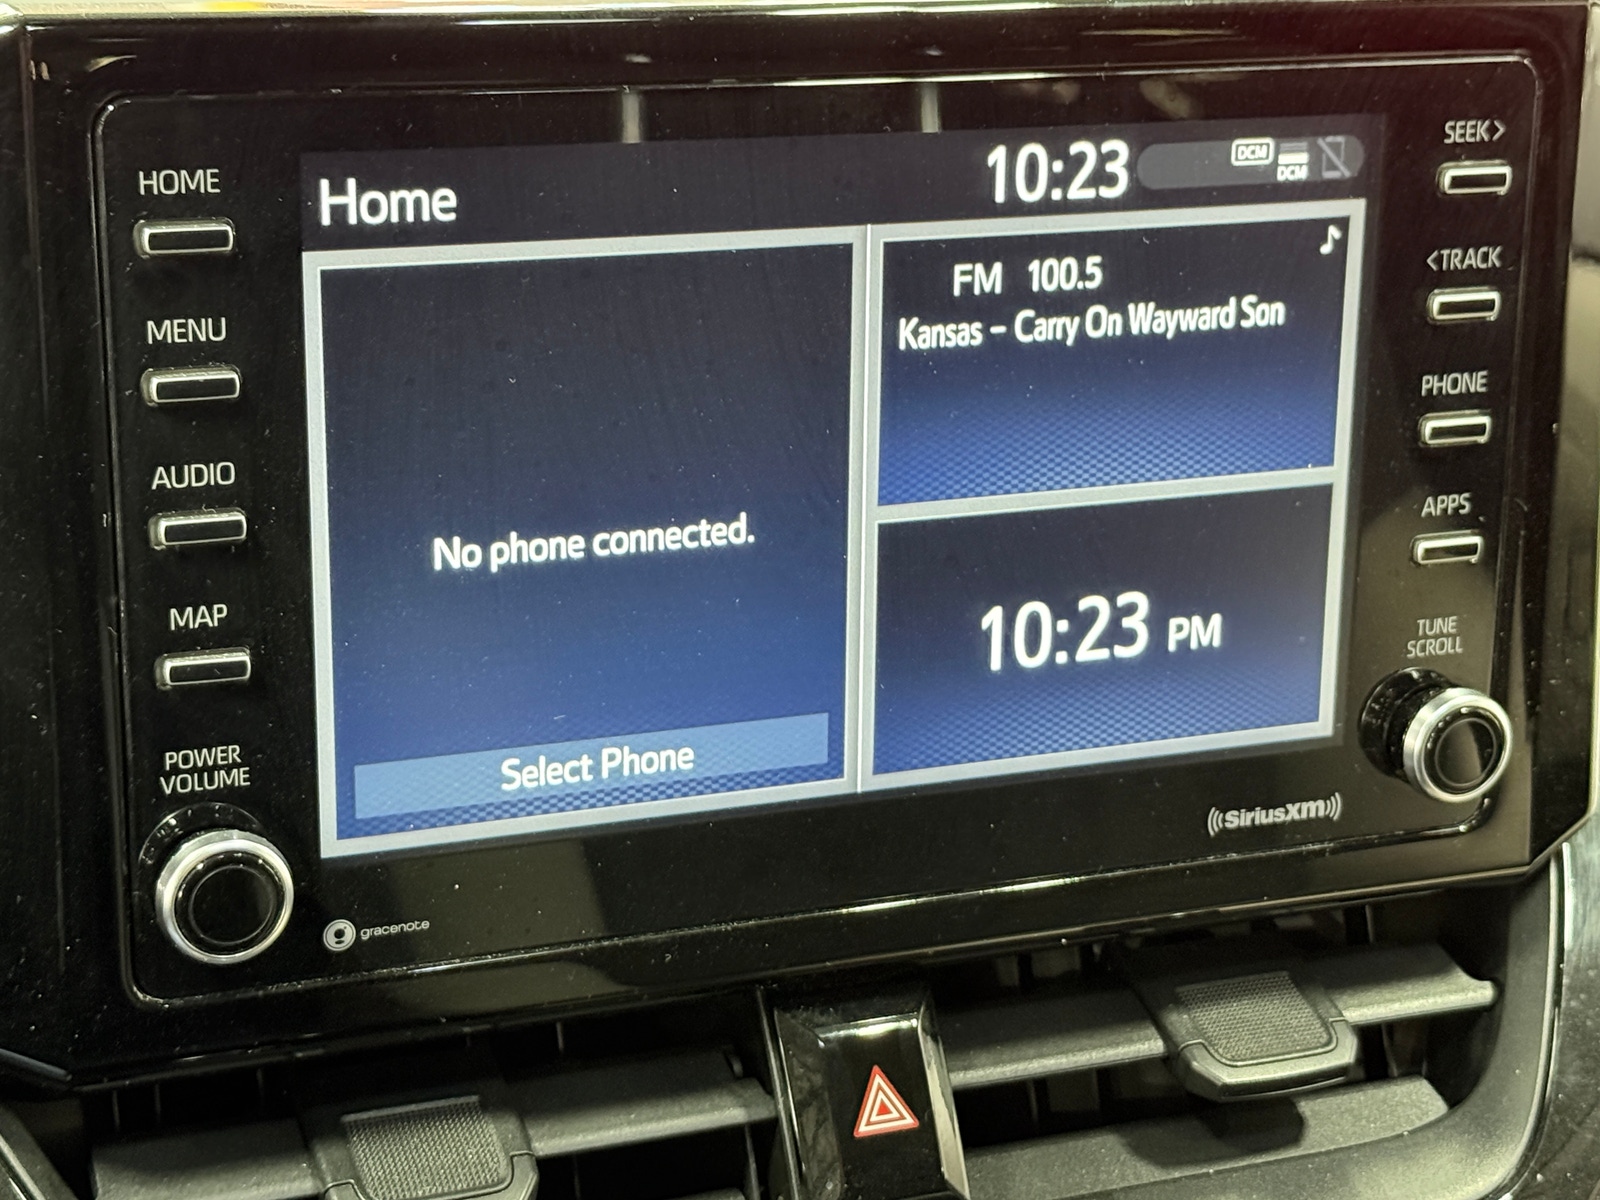 HOME
MENU
AUDIO
MAP
POWER
VOLUME
Home
10:23
DCM
DCM
FM 100.5
Kansas – Carry On Wayward Son
No phone connected.
Select Phone
10:23 PM
SEEK>
<TRACK
PHONE
APPS
TUNE
SCROLL
gracenote
((SiriusXM))